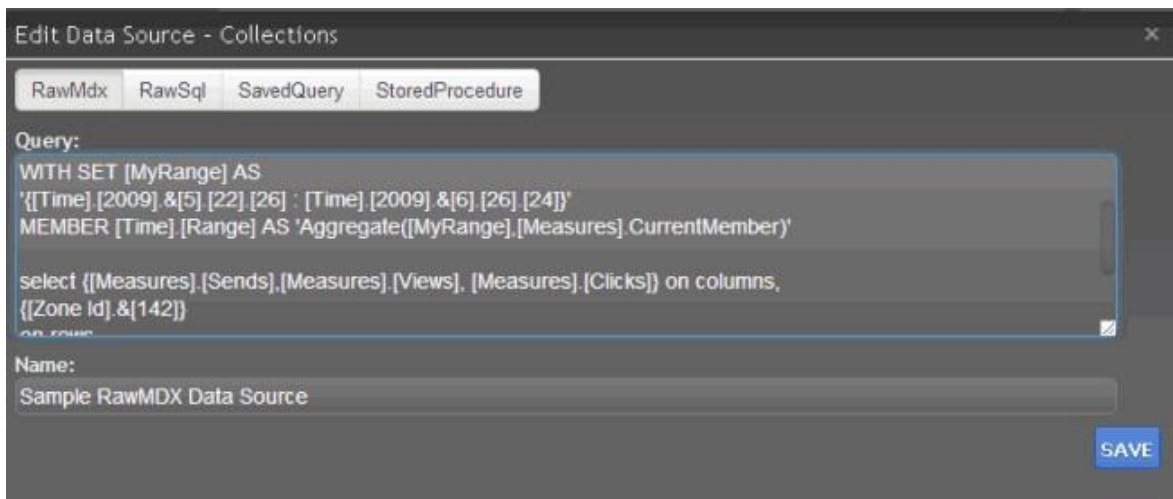 Edit Data Source - Collections
RawMdx SavedQuery RawSql StoredProcedure
Query:
WITH SET [MyRange] AS
'{[Time].[2009].&[5].[22].[26] : [Time].[2009].&[6].[26].[24]}'
MEMBER [Time].[Range] AS 'Aggregate([MyRange],[Measures].CurrentMember)'
select {[Measures].[Sends],[Measures].[Views], [Measures].[Clicks]} on columns,
{[Zone Id].&[142]}
on rows
Name:
Sample RawMDX Data Source
SAVE